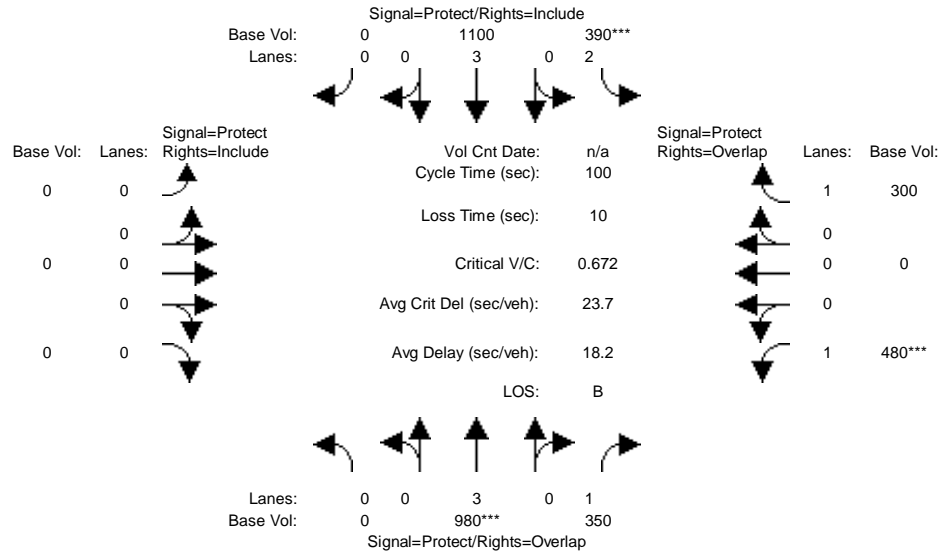 Signal=Protect/Rights=Include
Base Vol: 0 1100 390***
Lanes: 0 0 3 0 2
Signal=Protect
Base Vol: Lanes: Rights=Include
Vol Cnt Date: n/a
Signal=Protect
Rights=Overlap Lanes: Base Vol:
Cycle Time (sec): 100
0 0 1 300
Loss Time (sec): 10
0 0
0 0 Critical V/C: 0.672 0 0
0 Avg Crit Del (sec/veh): 23.7 0
0 0 Avg Delay (sec/veh): 18.2 1 480***
LOS: B
Lanes: 0 0 3 0 1
Base Vol: 0 980*** 350
Signal=Protect/Rights=Overlap